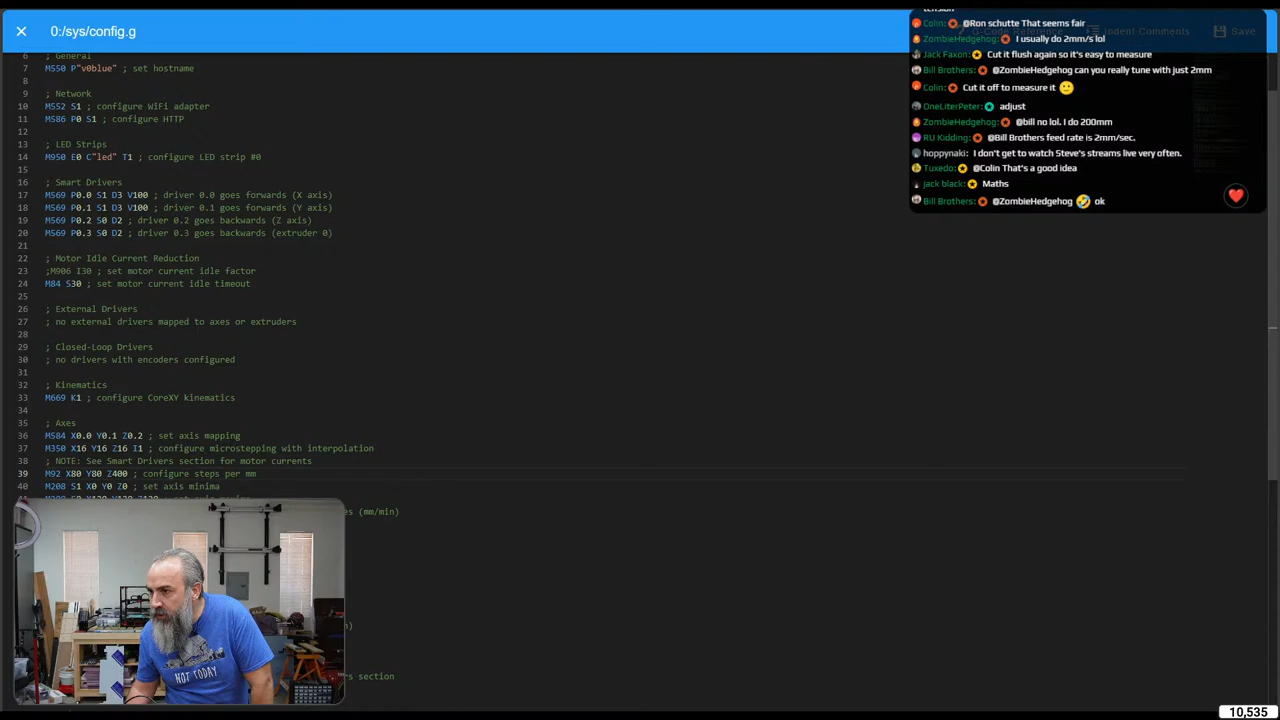 0:/sys/config.g
G-Code Reference
Indent Comments
Save
6 ; General
7 M550 P"v0blue" ; set hostname
8
9 ; Network
10 M552 S1 ; configure WiFi adapter
11 M586 P0 S1 ; configure HTTP
12
13 ; LED Strips
14 M950 E0 C"led" T1 ; configure LED strip #0
15
16 ; Smart Drivers
17 M569 P0.0 S1 D3 V100 ; driver 0.0 goes forwards (X axis)
18 M569 P0.1 S1 D3 V100 ; driver 0.1 goes forwards (Y axis)
19 M569 P0.2 S0 D2 ; driver 0.2 goes backwards (Z axis)
20 M569 P0.3 S0 D2 ; driver 0.3 goes backwards (extruder 0)
21
22 ; Motor Idle Current Reduction
23 ;M906 I30 ; set motor current idle factor
24 M84 S30 ; set motor current idle timeout
25
26 ; External Drivers
27 ; no external drivers mapped to axes or extruders
28
29 ; Closed-Loop Drivers
30 ; no drivers with encoders configured
31
32 ; Kinematics
33 M669 K1 ; configure CoreXY kinematics
34
35 ; Axes
36 M584 X0.0 Y0.1 Z0.2 ; set axis mapping
37 M350 X16 Y16 Z16 I1 ; configure microstepping with interpolation
38 ; NOTE: See Smart Drivers section for motor currents
39 M92 X80 Y80 Z400 ; configure steps per mm
40 M208 S1 X0 Y0 Z0 ; set axis minima
(mm/min)
section
tension
Colin: @Ron schutte That seems fair
ZombieHedgehog: I usually do 2mm/s lol
Jack Faxon: Cut it flush again so it's easy to measure
Bill Brothers: @ZombieHedgehog can you really tune with just 2mm
Colin: Cut it off to measure it 🙂
OneLiterPeter: adjust
ZombieHedgehog: @bill no lol. I do 200mm
RU Kidding: @Bill Brothers feed rate is 2mm/sec.
hoppynaki: I don't get to watch Steve's streams live very often.
Tuxedo: @Colin That's a good idea
jack black: Maths
Bill Brothers: @ZombieHedgehog 🤣 ok
NOT TODAY
10,535